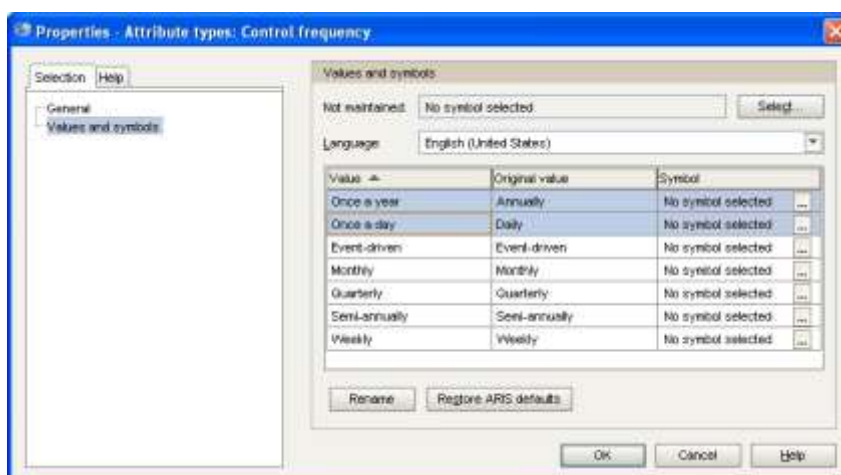 Properties - Attribute types: Control frequency
Selection Help
General
Values and symbols
Values and symbols
Not maintained: No symbol selected Select...
Language: English (United States)
Value Original value Symbol
Once a year Annually No symbol selected ...
Once a day Daily No symbol selected ...
Event-driven Event-driven No symbol selected ...
Monthly Monthly No symbol selected ...
Quarterly Quarterly No symbol selected ...
Semi-annually Semi-annually No symbol selected ...
Weekly Weekly No symbol selected ...
Rename Restore ARIS defaults
OK Cancel Help